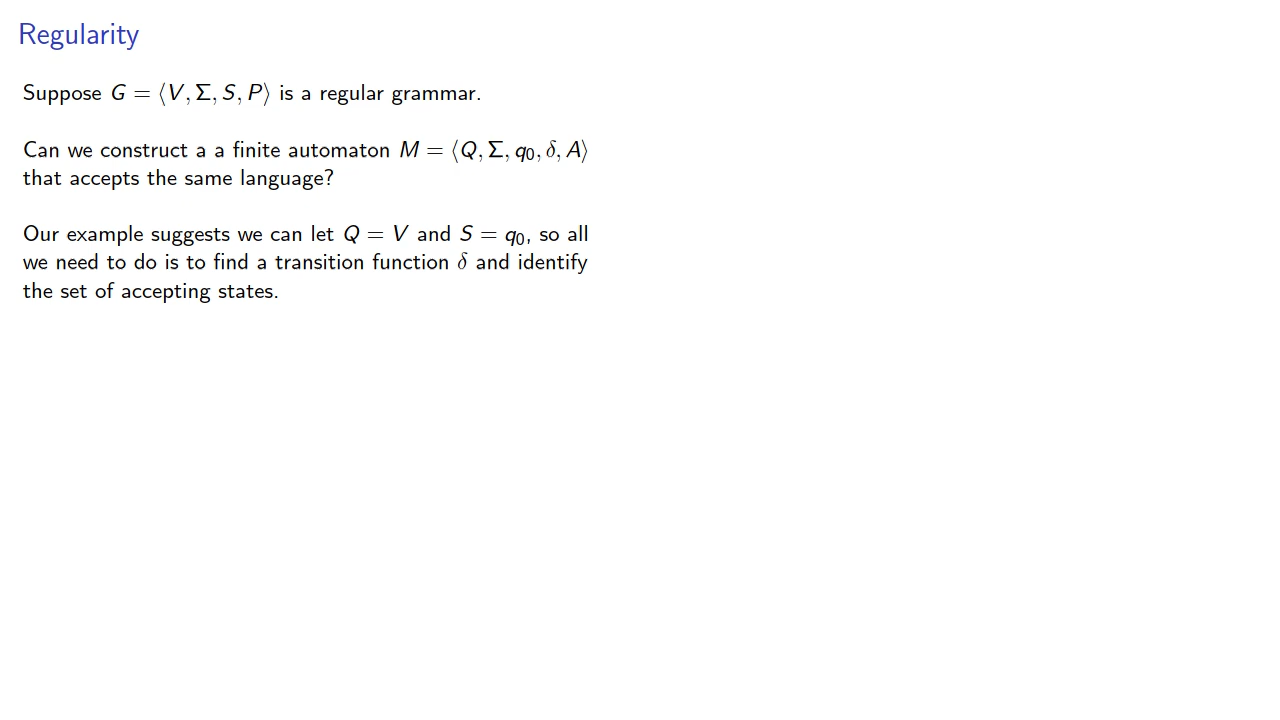 Regularity
Suppose G = ⟨V, Σ, S, P⟩ is a regular grammar.
Can we construct a a finite automaton M = ⟨Q, Σ, q₀, δ, A⟩
that accepts the same language?
Our example suggests we can let Q = V and S = q₀, so all
we need to do is to find a transition function δ and identify
the set of accepting states.